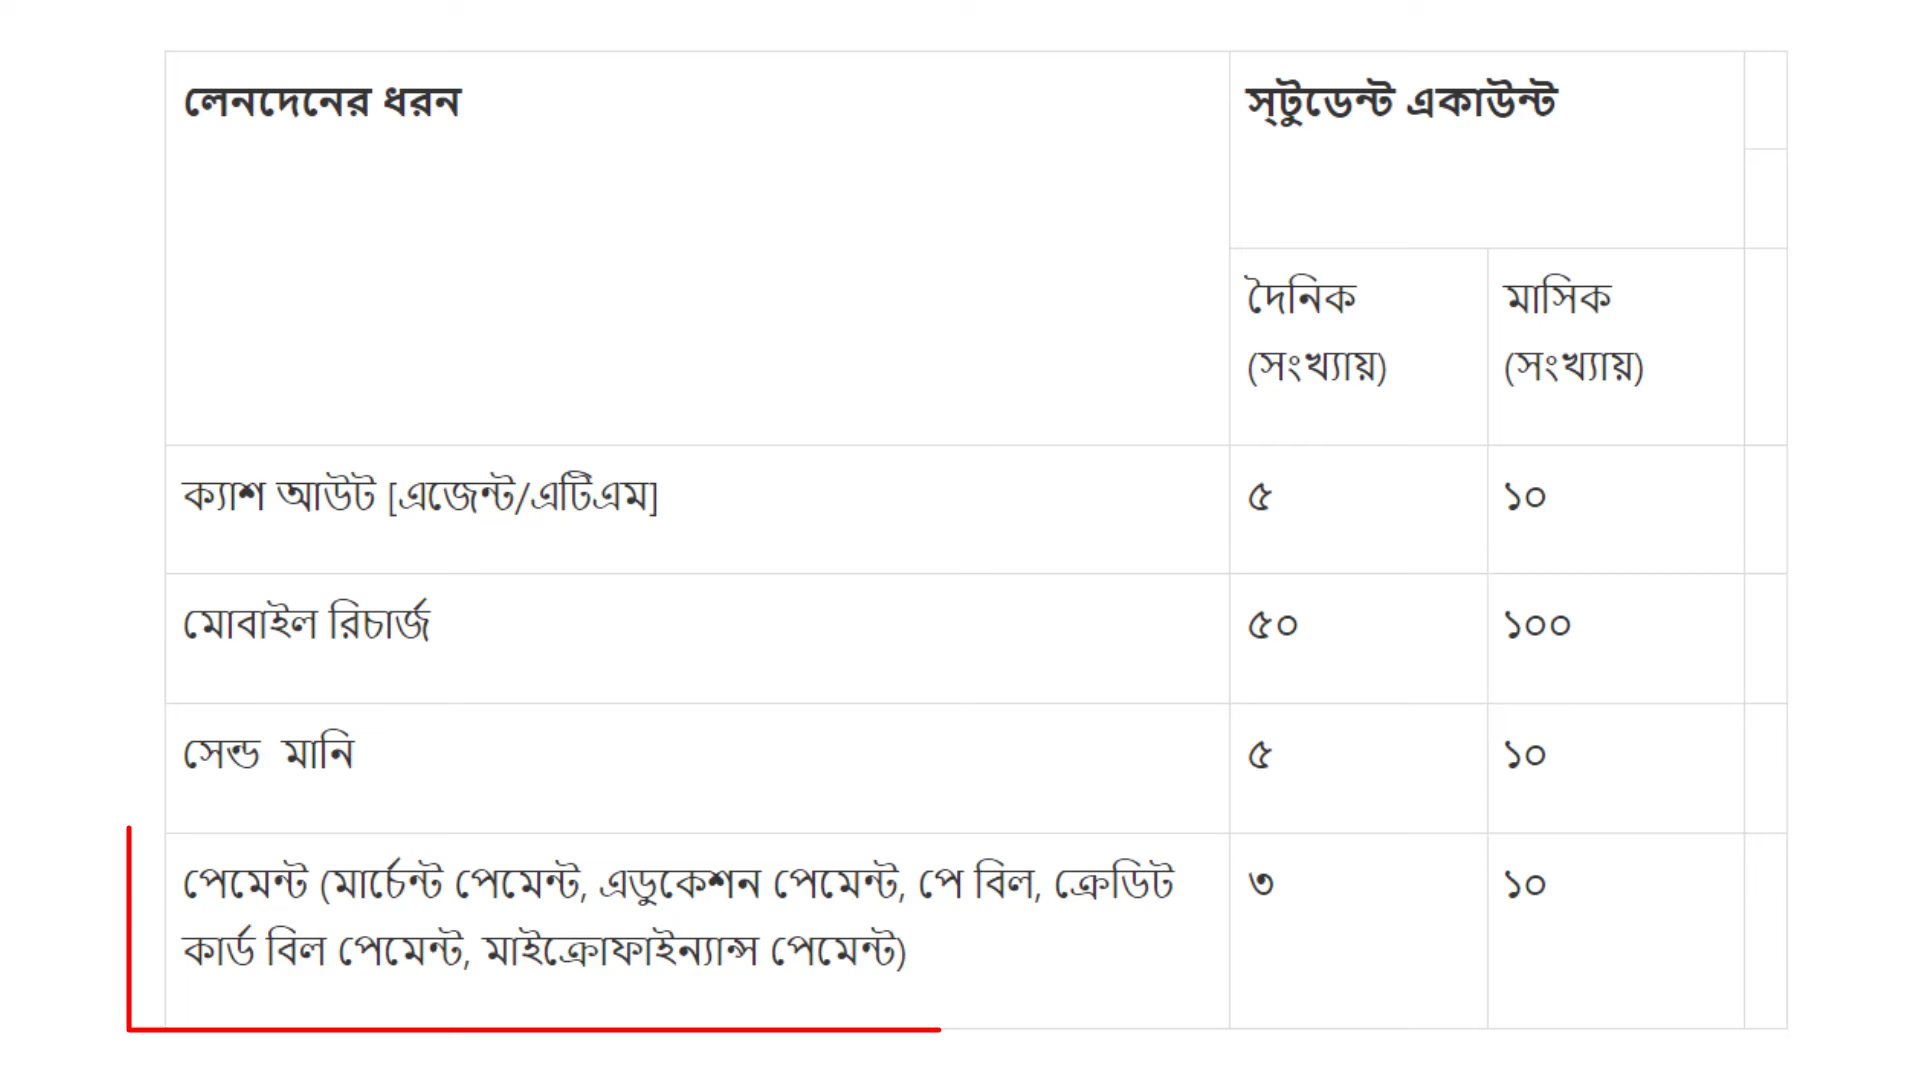 লেনদেনের ধরন
স্টুডেন্ট একাউন্ট
দৈনিক
(সংখ্যায়)
মাসিক
(সংখ্যায়)
ক্যাশ আউট [এজেন্ট/এটিএম]
৫
১০
মোবাইল রিচার্জ
৫০
১০০
সেন্ড মানি
৫
১০
পেমেন্ট (মার্চেন্ট পেমেন্ট, এডুকেশন পেমেন্ট, পে বিল, ক্রেডিট
কার্ড বিল পেমেন্ট, মাইক্রোফাইন্যান্স পেমেন্ট)
৩
১০